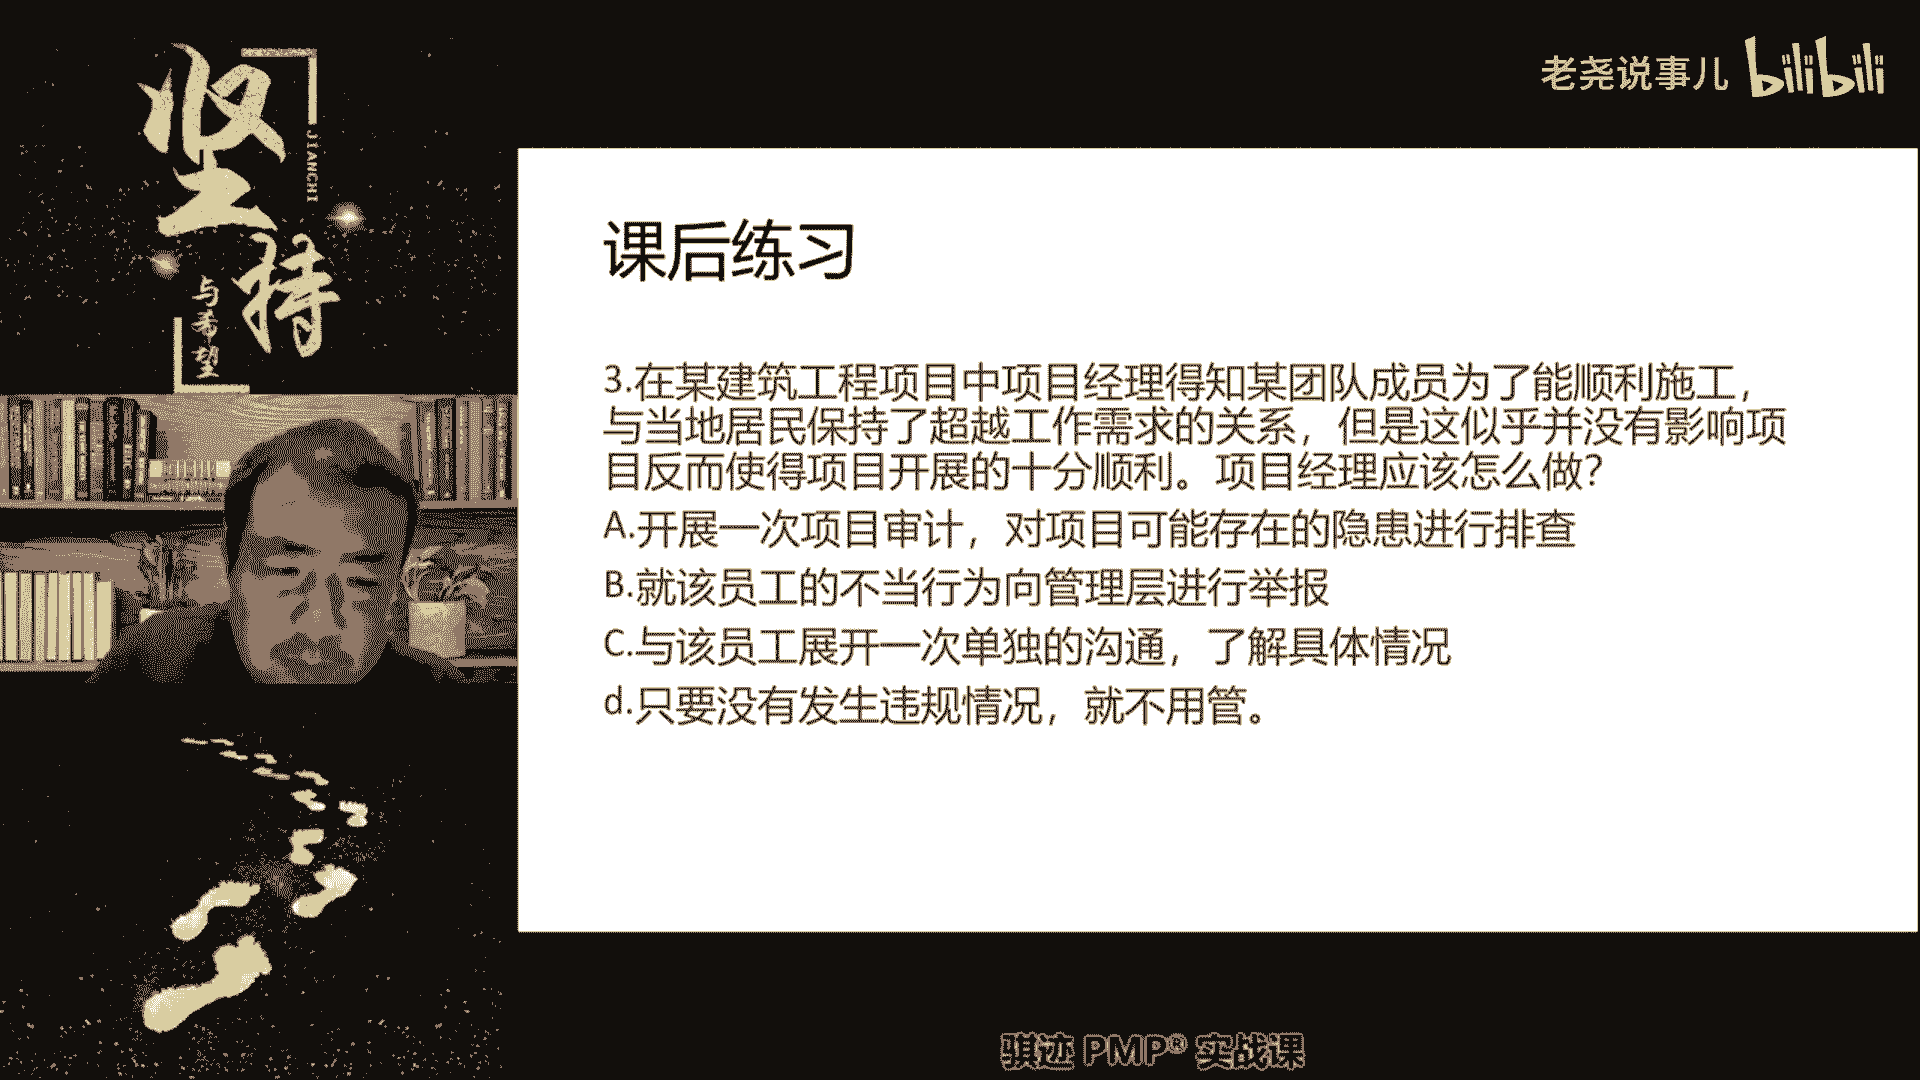 坚持
JIANCHI
与希望
老尧说事儿 bilibili
课后练习
3.在某建筑工程项目中项目经理得知某团队成员为了能顺利施工，
与当地居民保持了超越工作需求的关系，但是这似乎并没有影响项
目反而使得项目开展的十分顺利。项目经理应该怎么做?
A.开展一次项目审计，对项目可能存在的隐患进行排查
B.就该员工的不当行为向管理层进行举报
C.与该员工展开一次单独的沟通，了解具体情况
d.只要没有发生违规情况，就不用管。
骐迹 PMP® 实战课